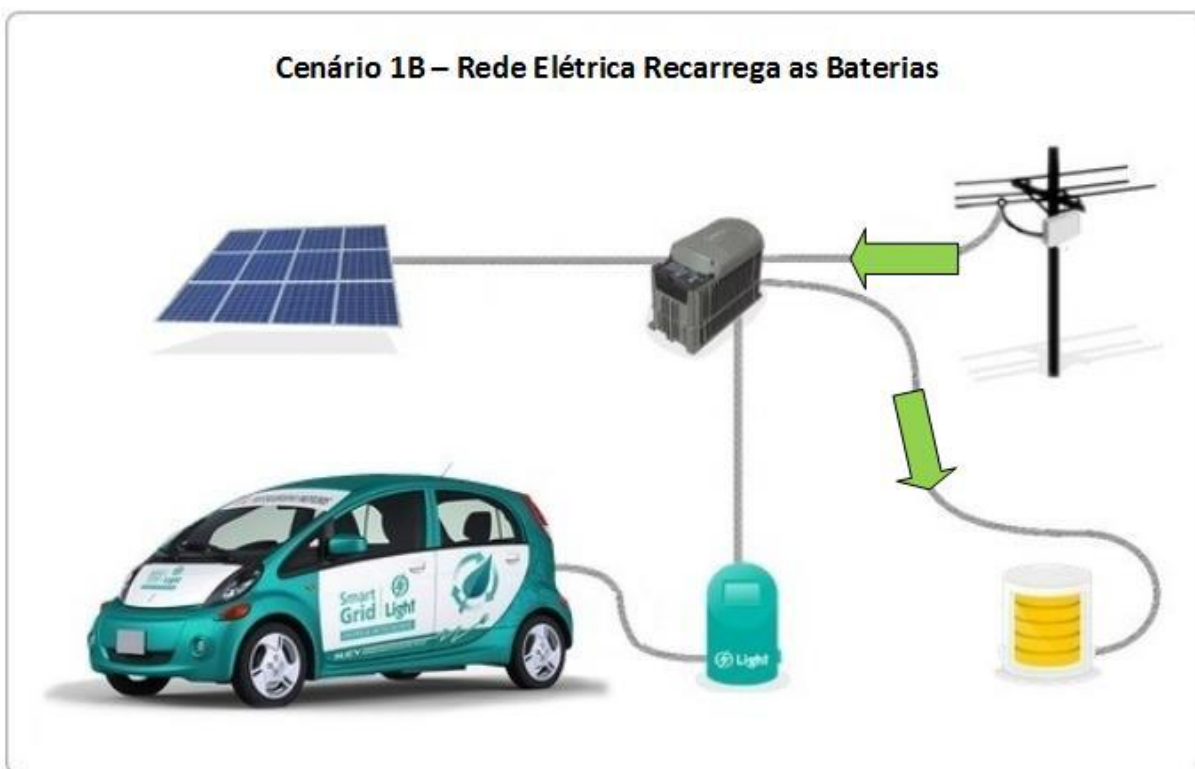 Cenário 1B – Rede Elétrica Recarrega as Baterias
Smart
Grid
Light
Light